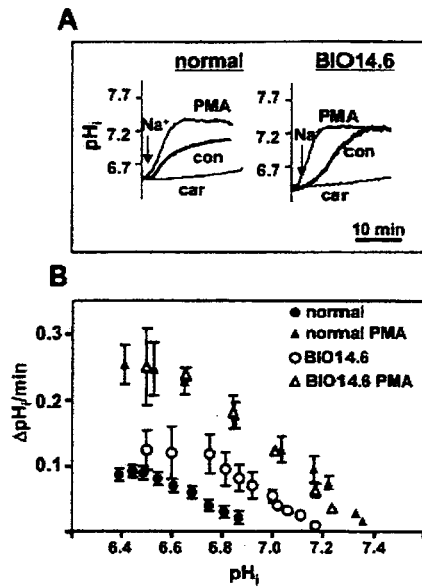 A
normal BIO14.6
7.7 7.7
PMA PMA
Na+ Na
7.2 7.2
con con
pHi
6.7 6.7
car car
10 min
B
normal
normal PMA
BIO14.6
BIO14.6 PMA
0.3
0.2
0.1
ΔpHi/min
6.4 6.6 6.8 7.0 7.2 7.4
pHi